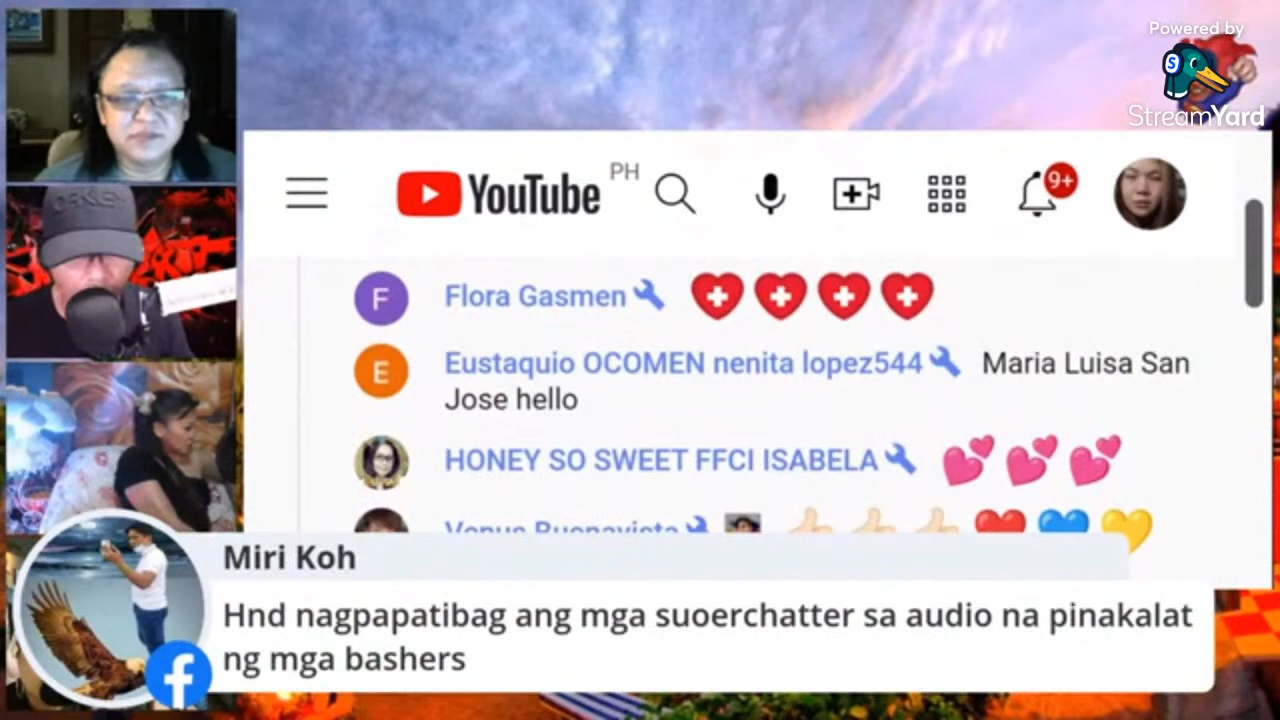 Powered by
StreamYard
YouTube PH
9+
F
Flora Gasmen
E
Eustaquio OCOMEN nenita lopez544 Maria Luisa San
Jose hello
HONEY SO SWEET FFCI ISABELA
Venus Buenavista
Miri Koh
Hnd nagpapatibag ang mga suoerchatter sa audio na pinakalat
ng mga bashers